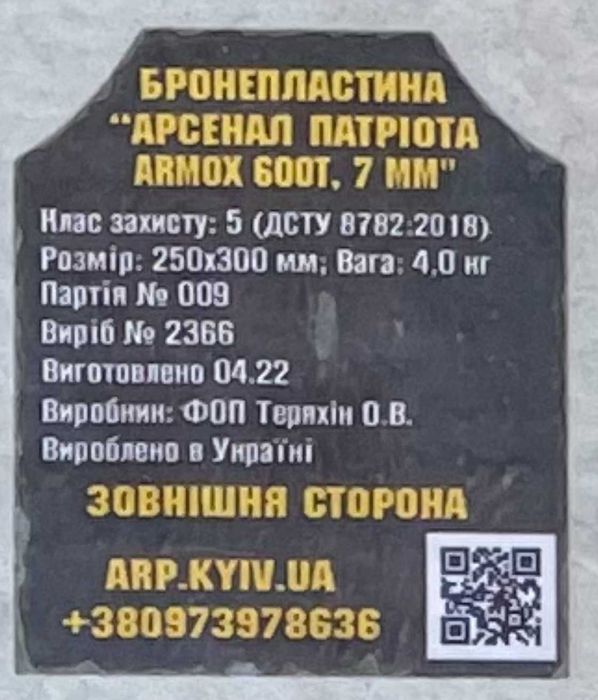 БРОНЕПЛАСТИНА
“АРСЕНАЛ ПАТРІОТА
ARMOX 600T, 7 ММ"
Клас захисту: 5 (ДСТУ 8782:2018)
Розмір: 250х300 мм; Вага: 4,0 кг
Партія № 009
Виріб № 2366
Виготовлено 04.22
Виробник: ФОП Теряхін О.В.
Вироблено в Україні
ЗОВНІШНЯ СТОРОНА
ARP.KYIV.UA
+380973978636